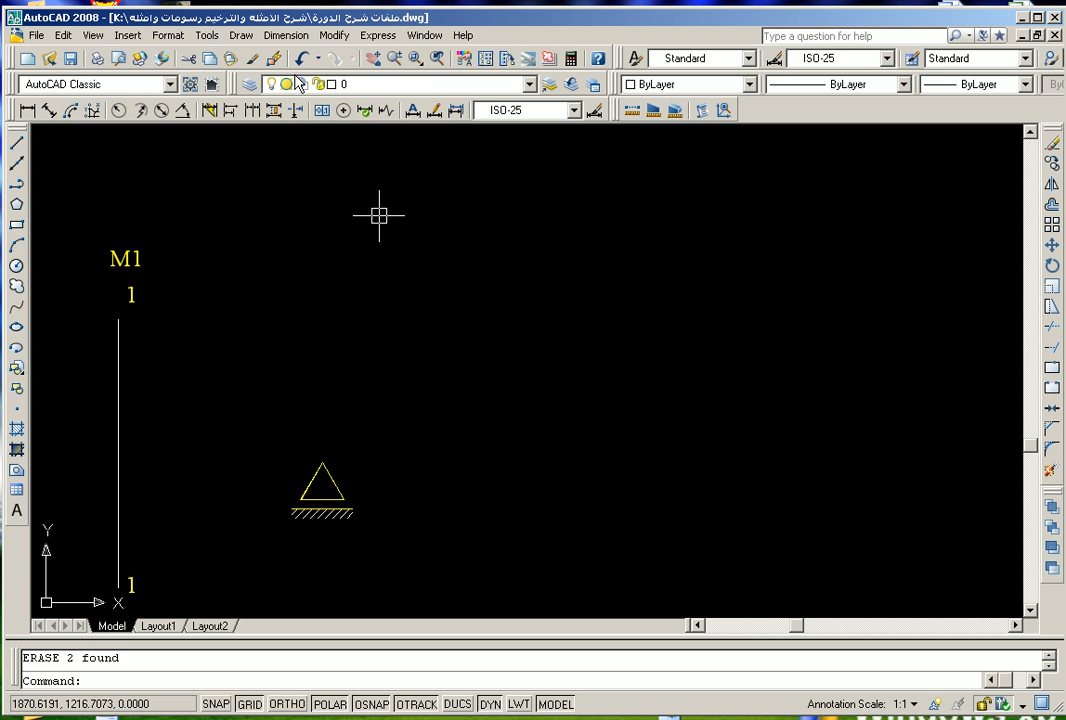 AutoCAD 2008 - [K:\ملفات شرح الدورة\شرح الامثله والترخيم رسومات وامثله.dwg]
File Edit View Insert Format Tools Draw Dimension Modify Express Window Help
Type a question for help
Standard ISO-25 Standard
AutoCAD Classic 0 ByLayer ByLayer ByLayer
ISO-25
M1
1
1
Y
X
A
Model Layout1 Layout2
ERASE 2 found
Command:
1870.6191, 1216.7073, 0.0000 SNAP GRID ORTHO POLAR OSNAP OTRACK DUCS DYN LWT MODEL Annotation Scale: 1:1